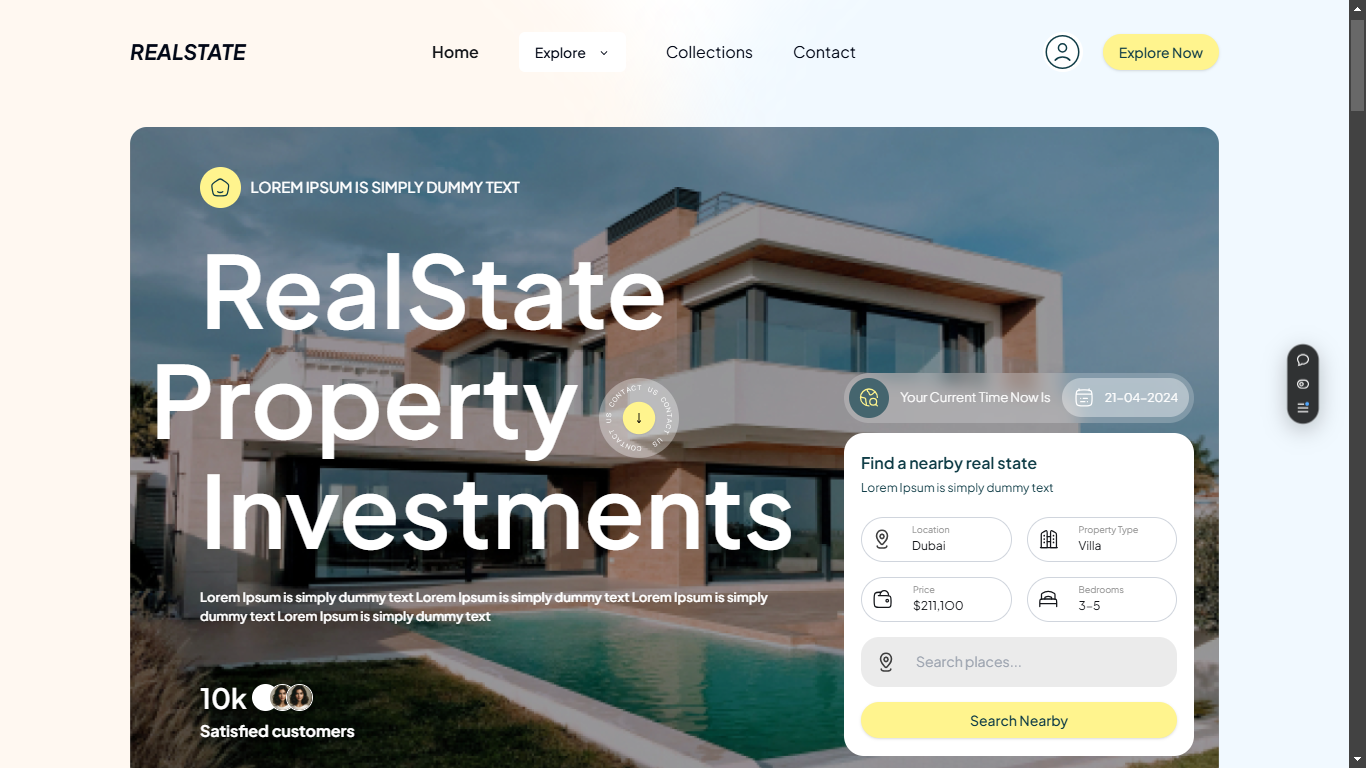 REALSTATE
Home
Explore
Collections
Contact
Explore Now
LOREM IPSUM IS SIMPLY DUMMY TEXT
RealState
Property
CONTACT US CONTACT US CONTACT US
Investments
Lorem Ipsum is simply dummy text Lorem Ipsum is simply dummy text Lorem Ipsum is simply
dummy text Lorem Ipsum is simply dummy text
10k
Satisfied customers
Your Current Time Now Is
21-04-2024
Find a nearby real state
Lorem Ipsum is simply dummy text
Location
Dubai
Property Type
Villa
Price
$211,100
Bedrooms
3-5
Search places...
Search Nearby